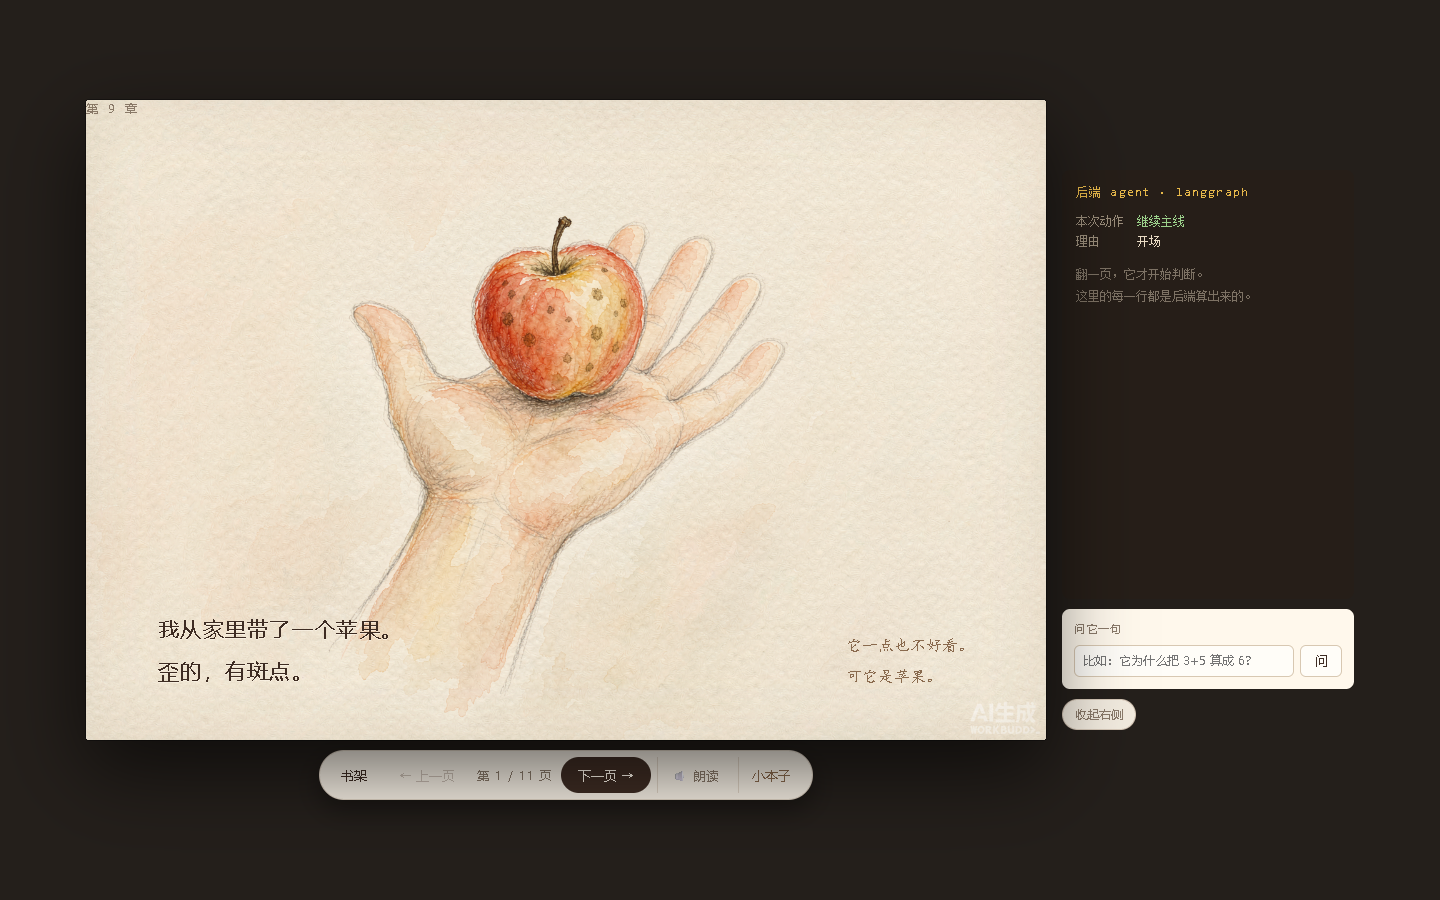 第 9 章
我从家里带了一个苹果。
歪的，有斑点。
它一点也不好看。
可它是苹果。
AI生成
WORKBUDDY
后端 agent · langgraph
本次动作 继续主线
理由 开场
翻一页，它才开始判断。
这里的每一行都是后端算出来的。
问它一句
比如：它为什么把 3+5 算成 6？
问
收起右侧
书架
← 上一页
第 1 / 11 页
下一页 →
朗读
小本子